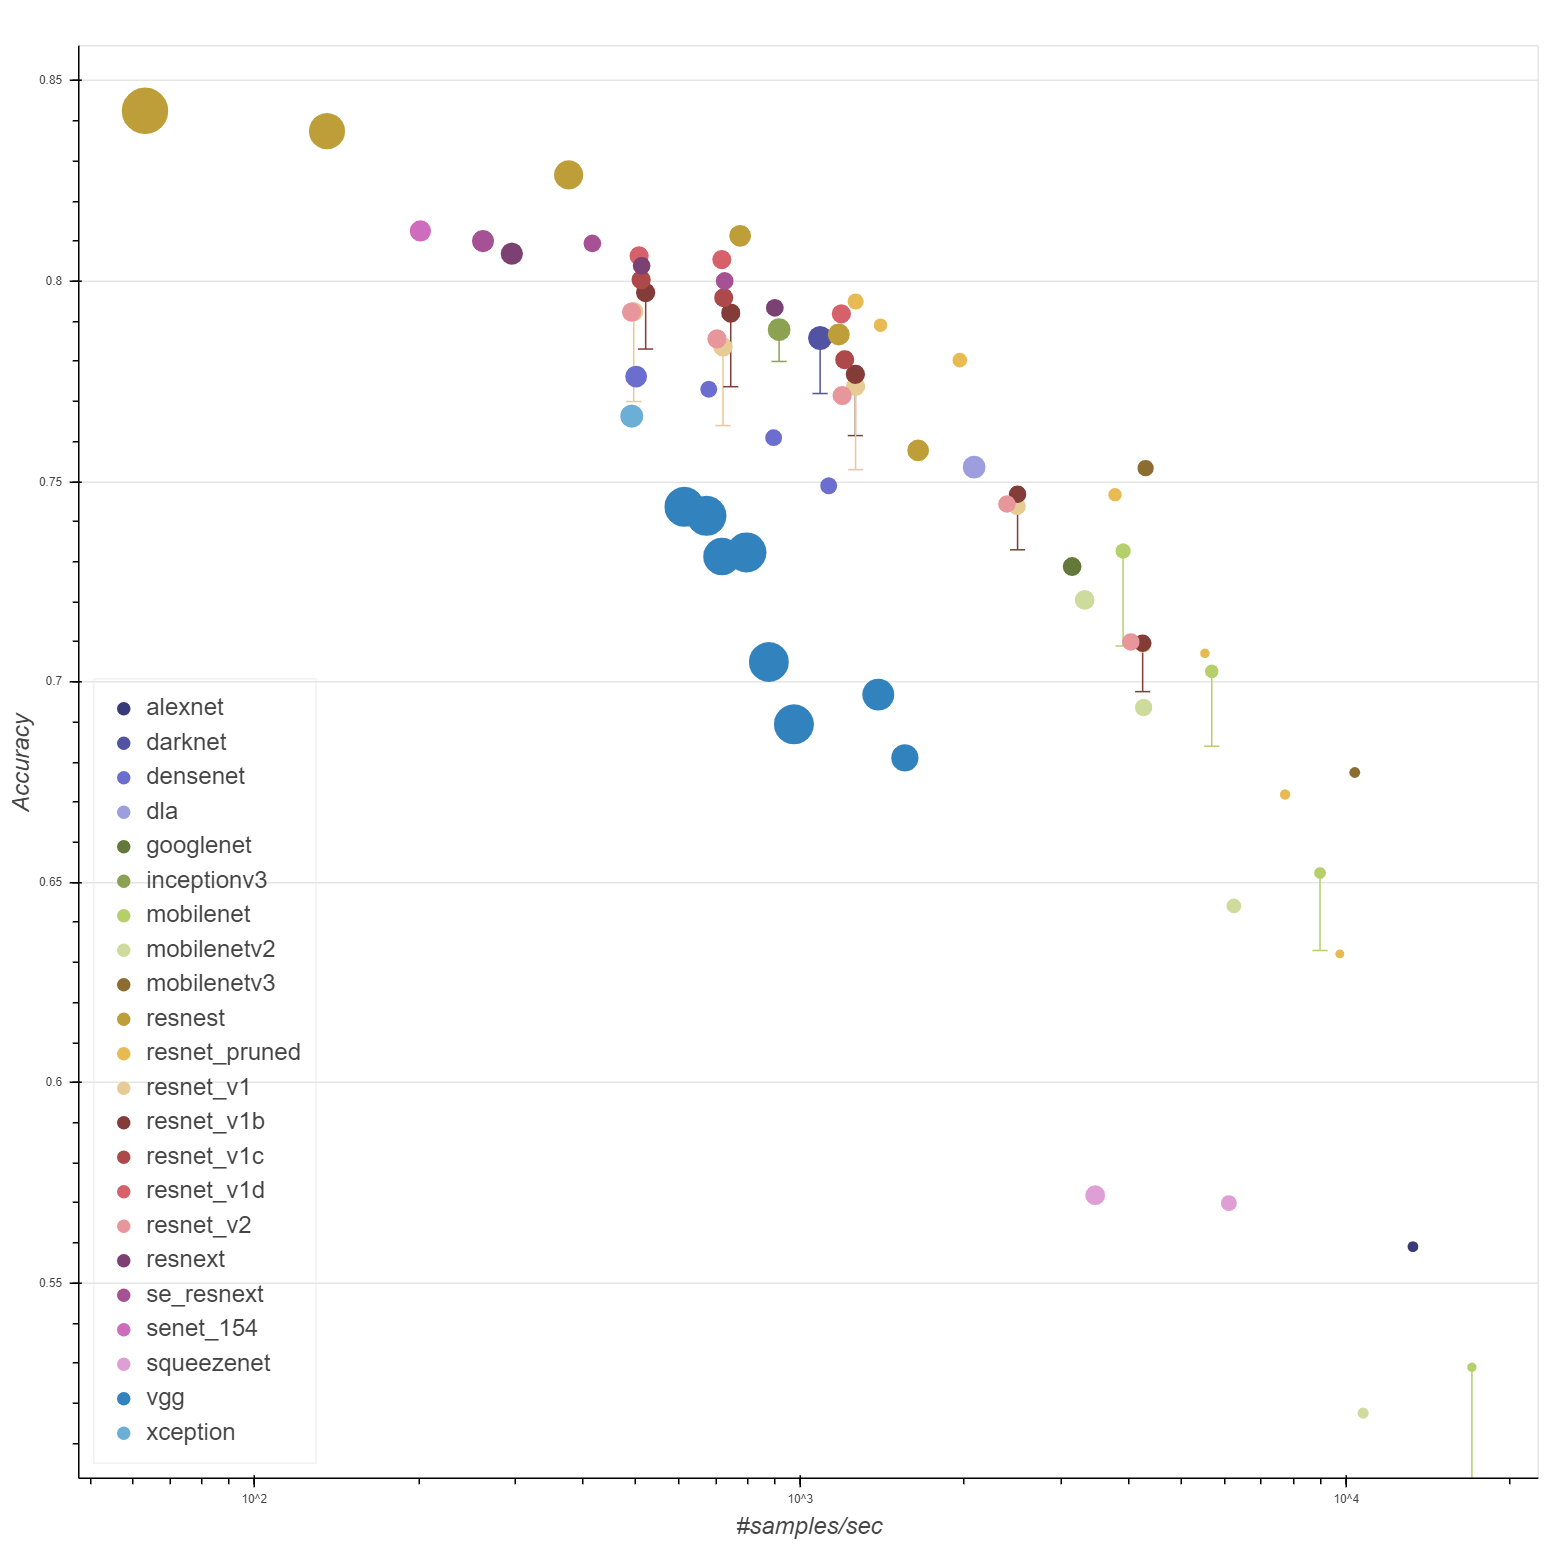 0.85
0.8
0.75
0.7
0.65
0.6
0.55
Accuracy
alexnet
darknet
densenet
dla
googlenet
inceptionv3
mobilenet
mobilenetv2
mobilenetv3
resnest
resnet_pruned
resnet_v1
resnet_v1b
resnet_v1c
resnet_v1d
resnet_v2
resnext
se_resnext
senet_154
squeezenet
vgg
xception
10^2
10^3
10^4
#samples/sec